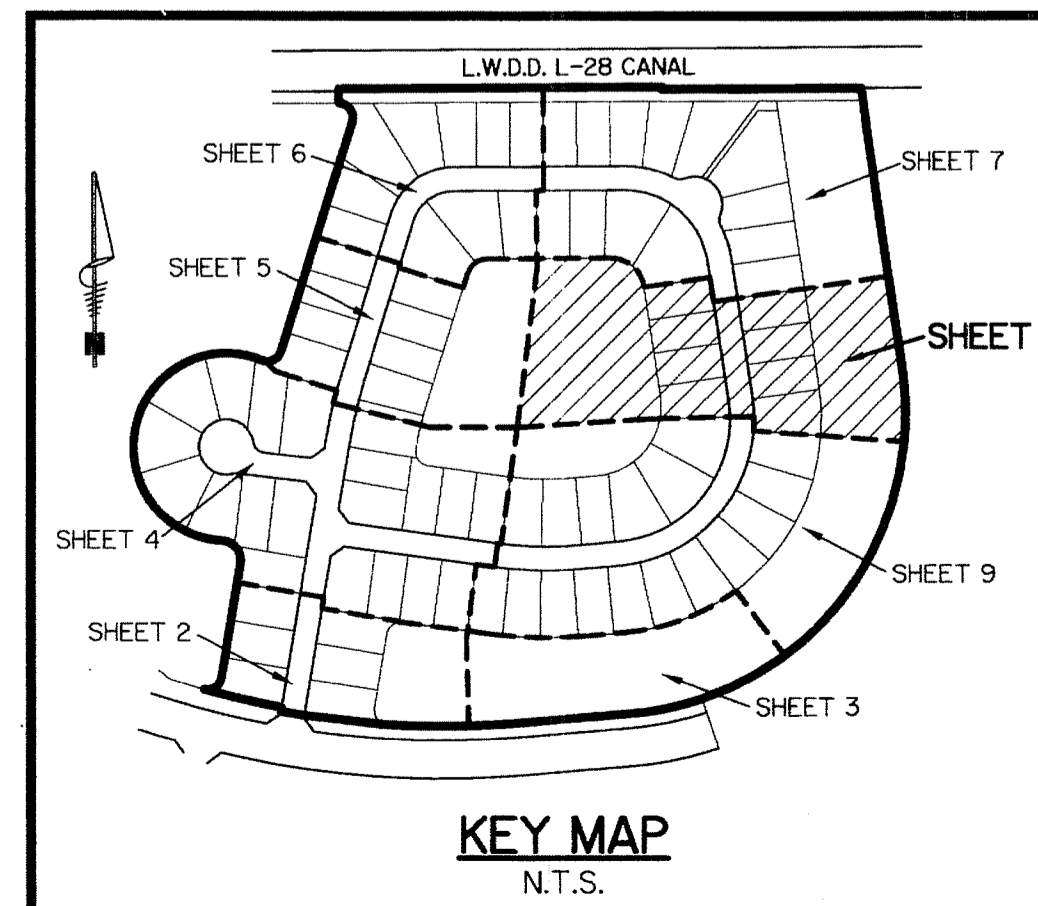 L.W.D.D. L-28 CANAL
SHEET 6
SHEET 7
SHEET 5
N
SHEET
SHEET 4
SHEET 9
SHEET 2
SHEET 3
KEY MAP
N.T.S.